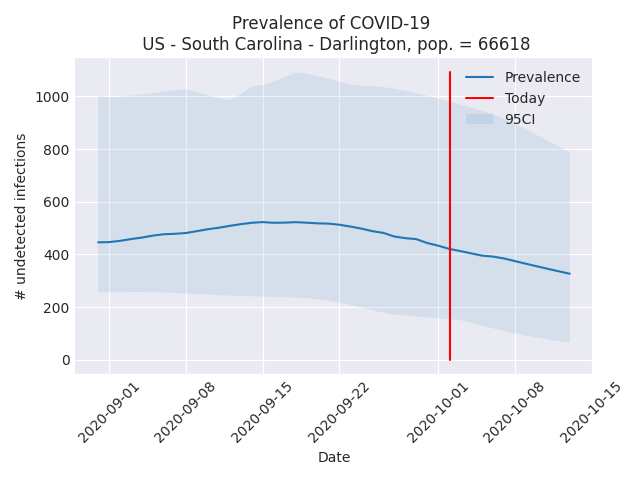 Prevalence of COVID-19
US - South Carolina - Darlington, pop. = 66618
Prevalence
Today
95CI
1000
800
600
400
200
0
# undetected infections
2020-09-01
2020-09-08
2020-09-15
2020-09-22
2020-10-01
2020-10-08
2020-10-15
Date